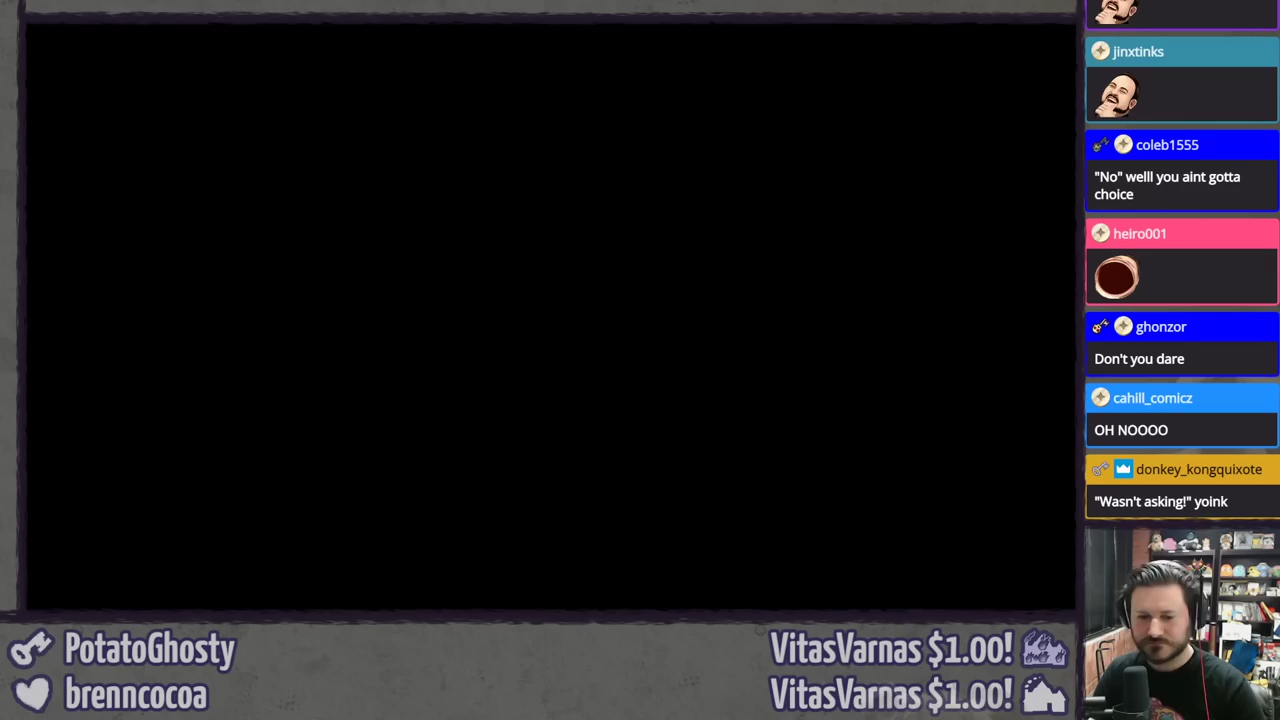 jinxtinks
coleb1555
"No" welll you aint gotta
choice
heiro001
ghonzor
Don't you dare
cahill_comicz
OH NOOOO
donkey_kongquixote
"Wasn't asking!" yoink
PotatoGhosty
VitasVarnas $1.00!
brenncocoa
VitasVarnas $1.00!